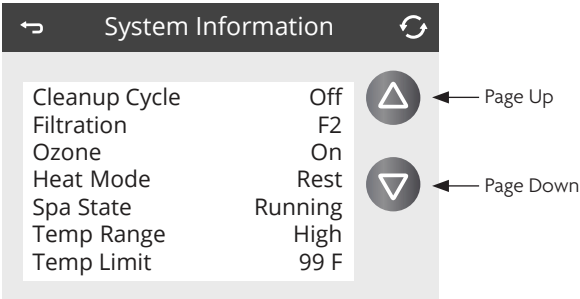 System Information
Cleanup Cycle Off
Filtration F2
Ozone On
Heat Mode Rest
Spa State Running
Temp Range High
Temp Limit 99 F
Page Up
Page Down